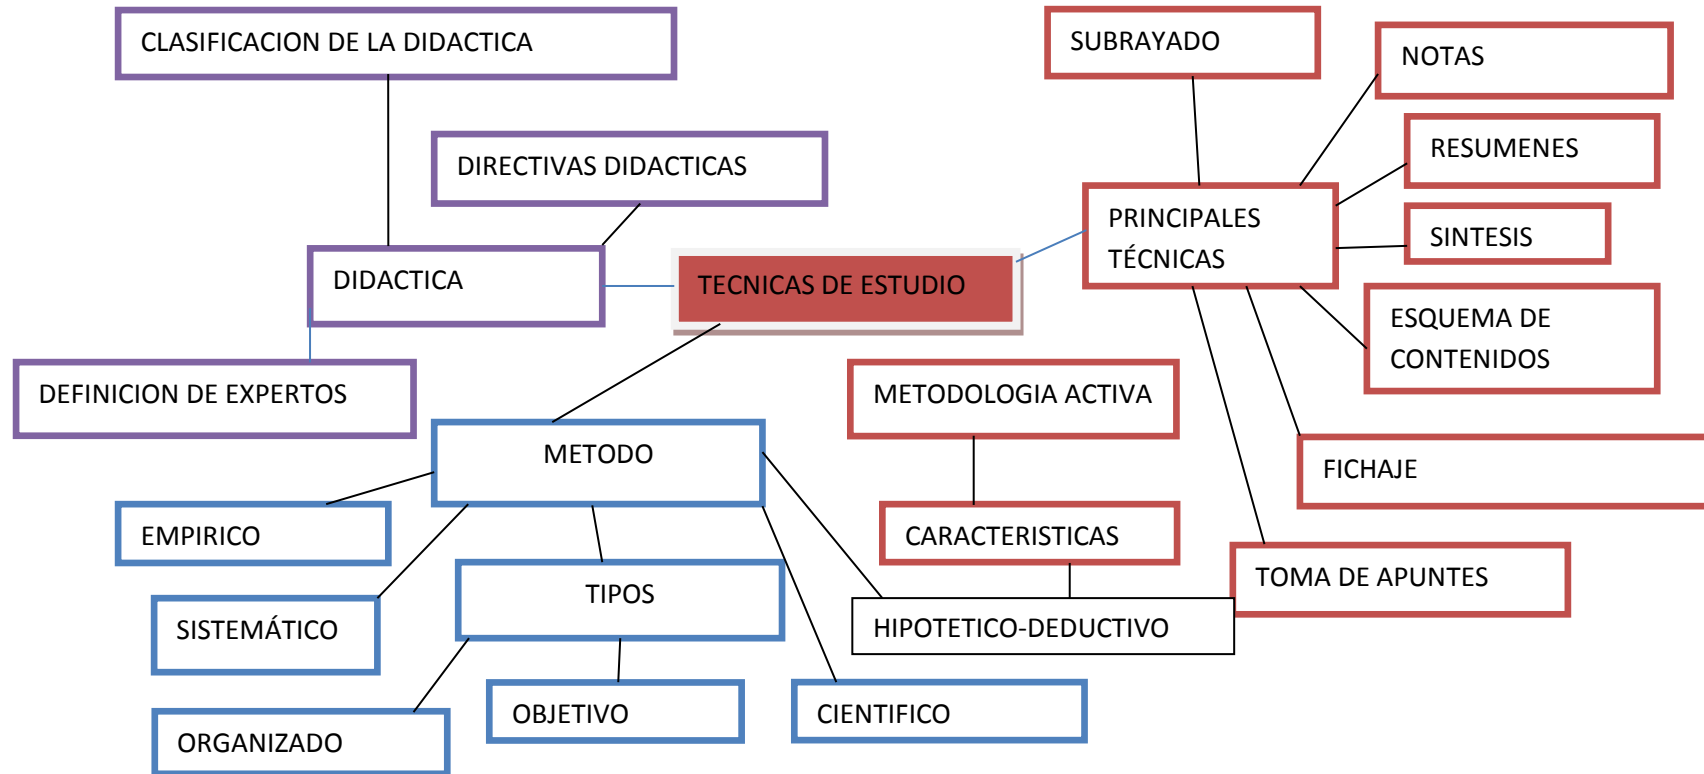 CLASIFICACION DE LA DIDACTICA
SUBRAYADO
NOTAS
DIRECTIVAS DIDACTICAS
RESUMENES
PRINCIPALES
TÉCNICAS
SINTESIS
DIDACTICA
TECNICAS DE ESTUDIO
ESQUEMA DE
CONTENIDOS
DEFINICION DE EXPERTOS
METODOLOGIA ACTIVA
METODO
FICHAJE
EMPIRICO
CARACTERISTICAS
TIPOS
TOMA DE APUNTES
SISTEMÁTICO
HIPOTETICO-DEDUCTIVO
OBJETIVO
CIENTIFICO
ORGANIZADO